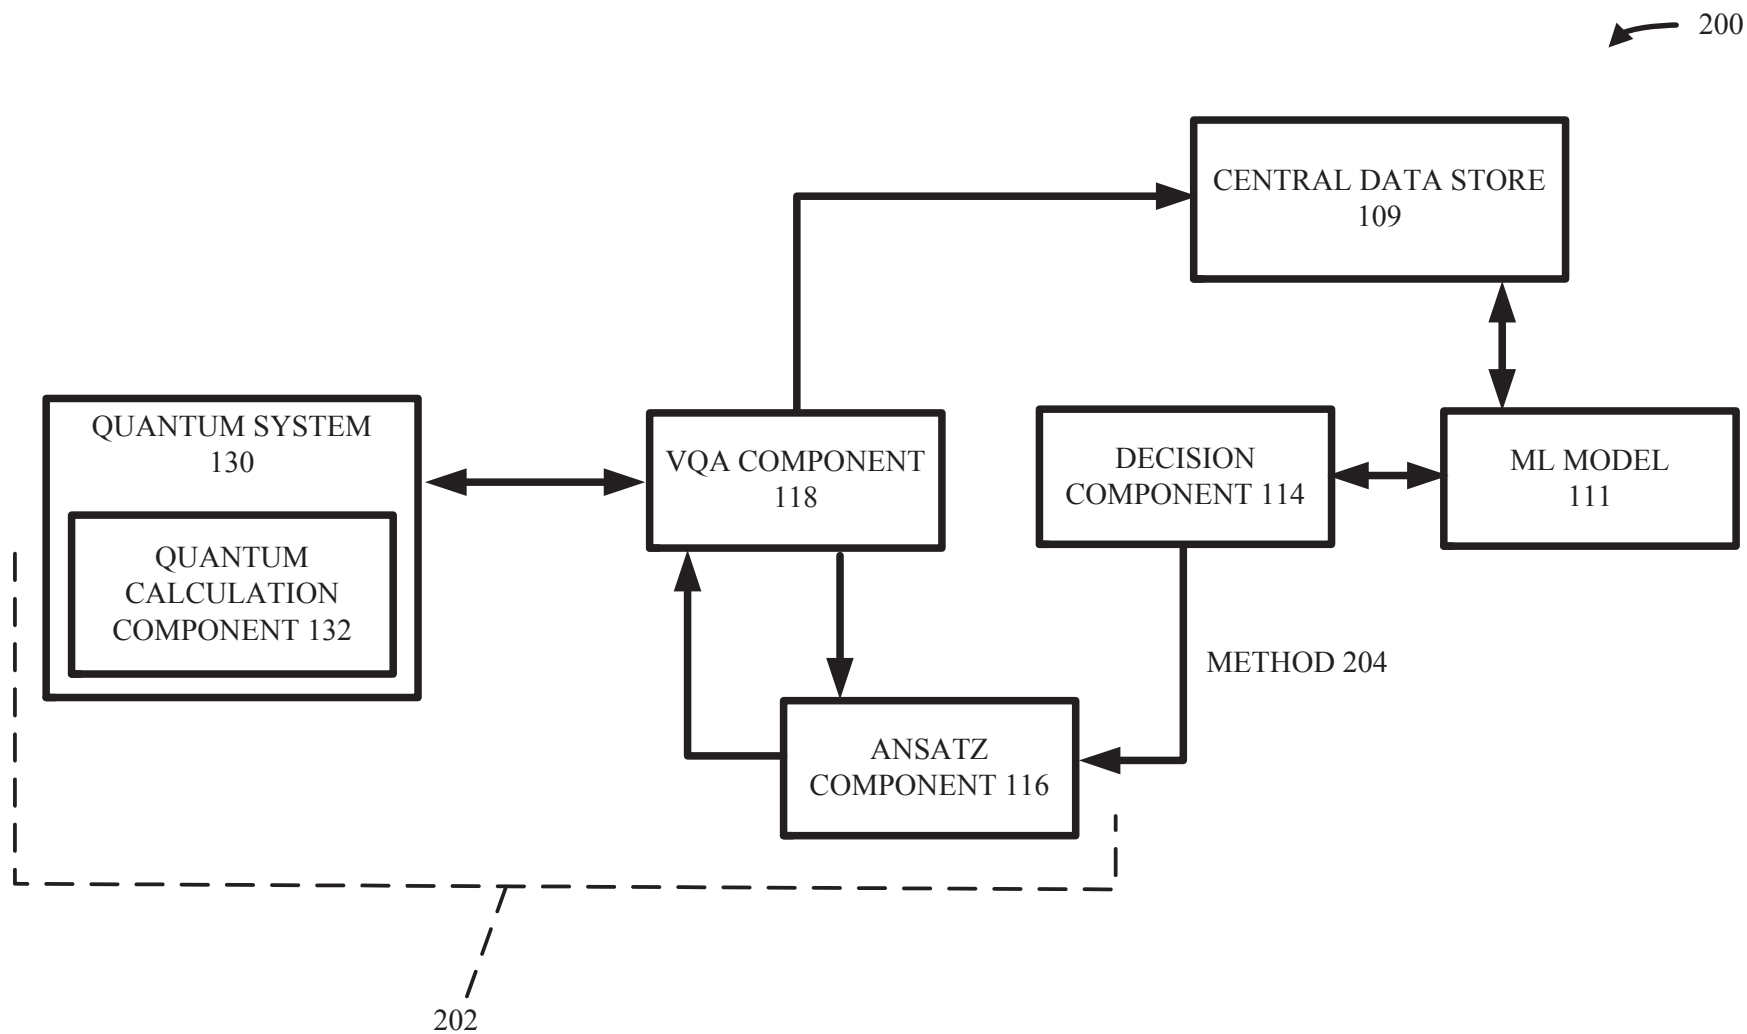 200
CENTRAL DATA STORE
109
QUANTUM SYSTEM
130
QUANTUM
CALCULATION
COMPONENT 132
VQA COMPONENT
118
DECISION
COMPONENT 114
ML MODEL
111
METHOD 204
ANSATZ
COMPONENT 116
202